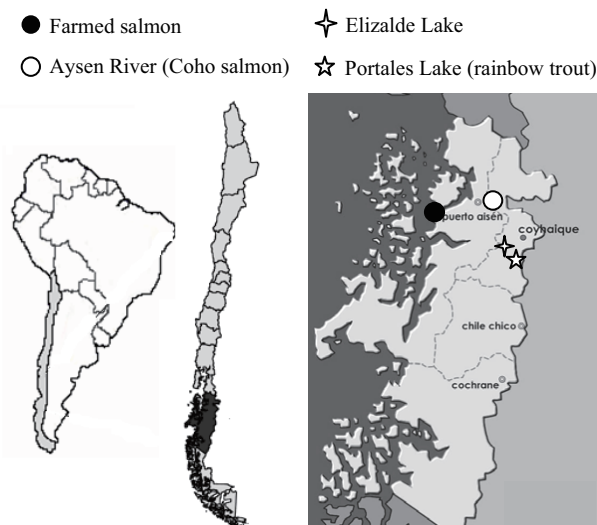 Farmed salmon
Elizalde Lake
Aysen River (Coho salmon)
Portales Lake (rainbow trout)
puerto aisén
coyhaique
chile chico
cochrane